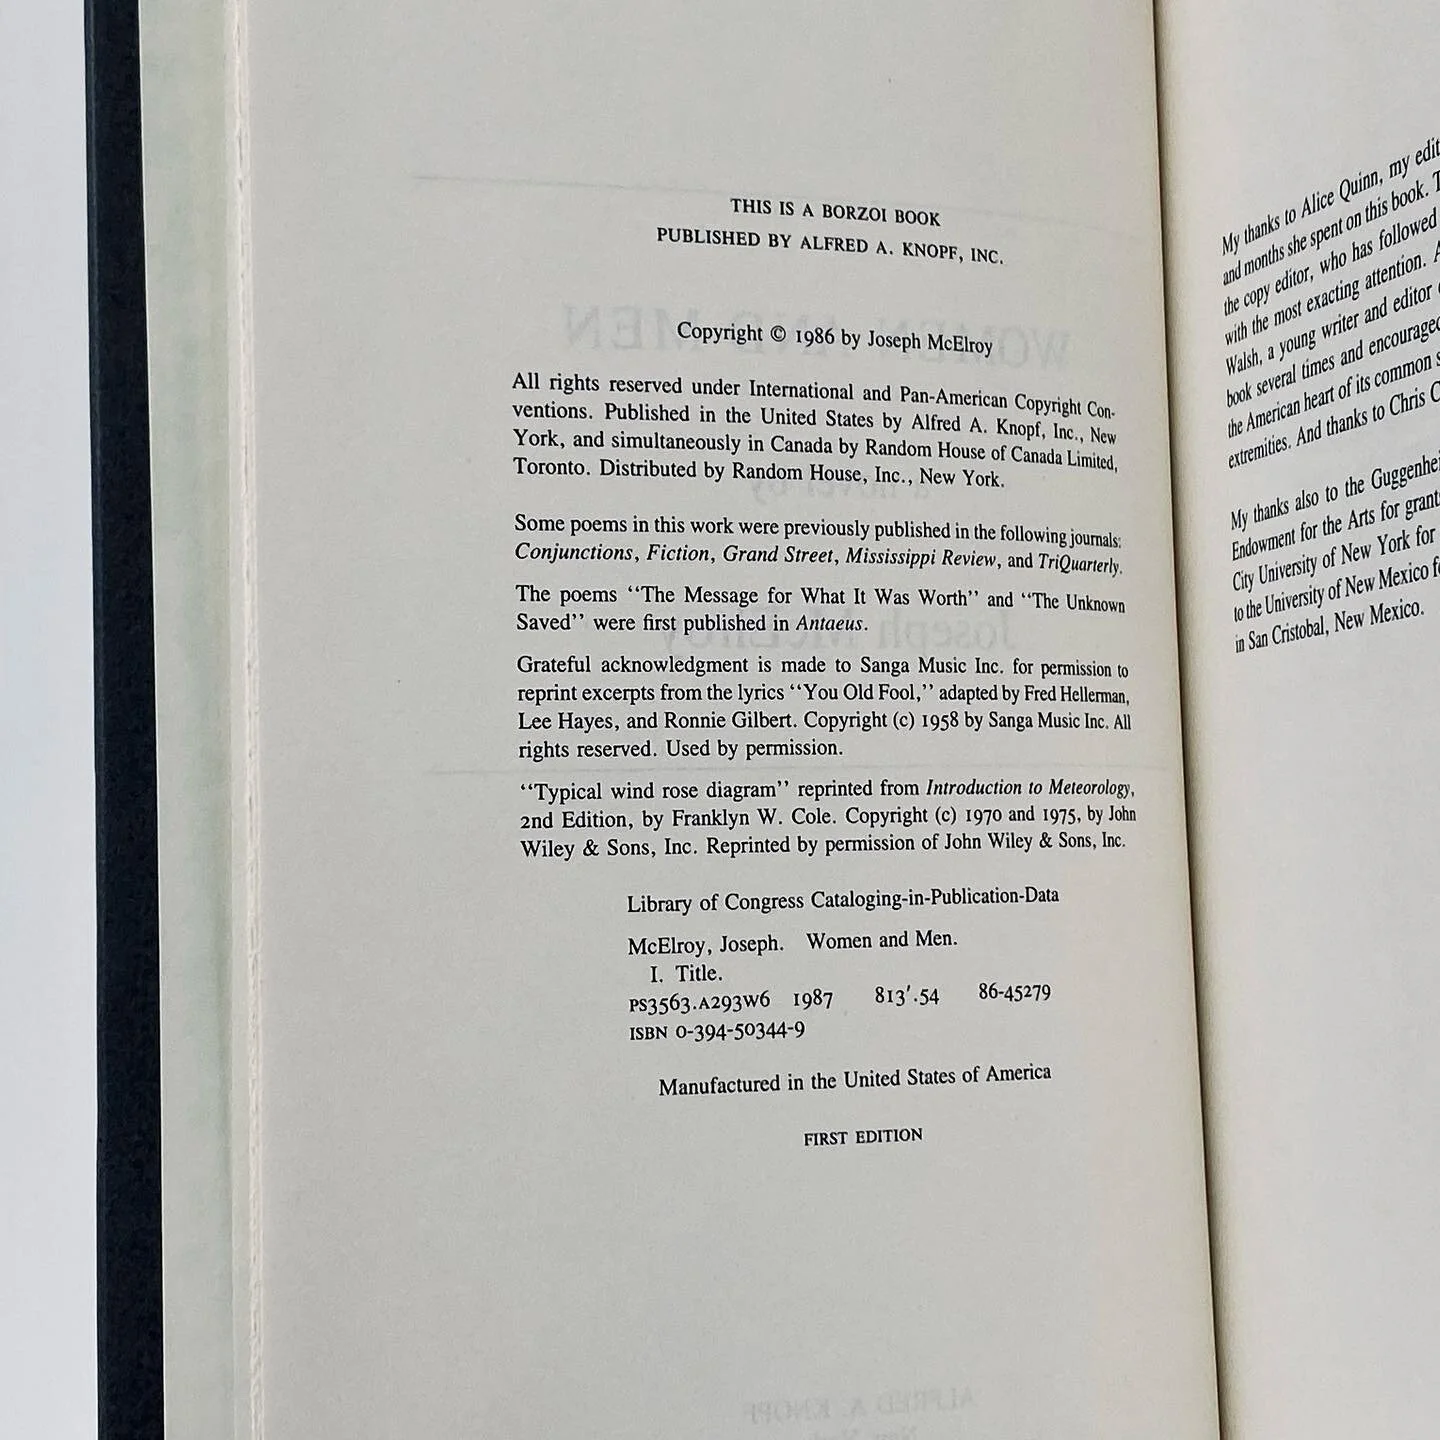 THIS IS A BORZOI BOOK
PUBLISHED BY ALFRED A. KNOPF, INC.
Copyright © 1986 by Joseph McElroy
All rights reserved under International and Pan-American Copyright Con-
ventions. Published in the United States by Alfred A. Knopf, Inc., New
York, and simultaneously in Canada by Random House of Canada Limited,
Toronto. Distributed by Random House, Inc., New York.
Some poems in this work were previously published in the following journals:
Conjunctions, Fiction, Grand Street, Mississippi Review, and TriQuarterly.
The poems "The Message for What It Was Worth" and "The Unknown
Saved" were first published in Antaeus.
Grateful acknowledgment is made to Sanga Music Inc. for permission to
reprint excerpts from the lyrics "You Old Fool," adapted by Fred Hellerman,
Lee Hayes, and Ronnie Gilbert. Copyright (c) 1958 by Sanga Music Inc. All
rights reserved. Used by permission.
"Typical wind rose diagram" reprinted from Introduction to Meteorology,
2nd Edition, by Franklyn W. Cole. Copyright (c) 1970 and 1975, by John
Wiley & Sons, Inc. Reprinted by permission of John Wiley & Sons, Inc.
Library of Congress Cataloging-in-Publication-Data
McElroy, Joseph. Women and Men.
I. Title.
PS3563.A293W6 1987 813'.54 86-45279
ISBN 0-394-50344-9
Manufactured in the United States of America
FIRST EDITION
My thanks to Alice Quinn, my edit
and months she spent on this book. T
the copy editor, who has followed
with the most exacting attention. A
Walsh, a young writer and editor
book several times and encouraged
the American heart of its common s
extremities. And thanks to Chris C
My thanks also to the Guggenhei
Endowment for the Arts for grant
City University of New York for
to the University of New Mexico f
in San Cristobal, New Mexico.